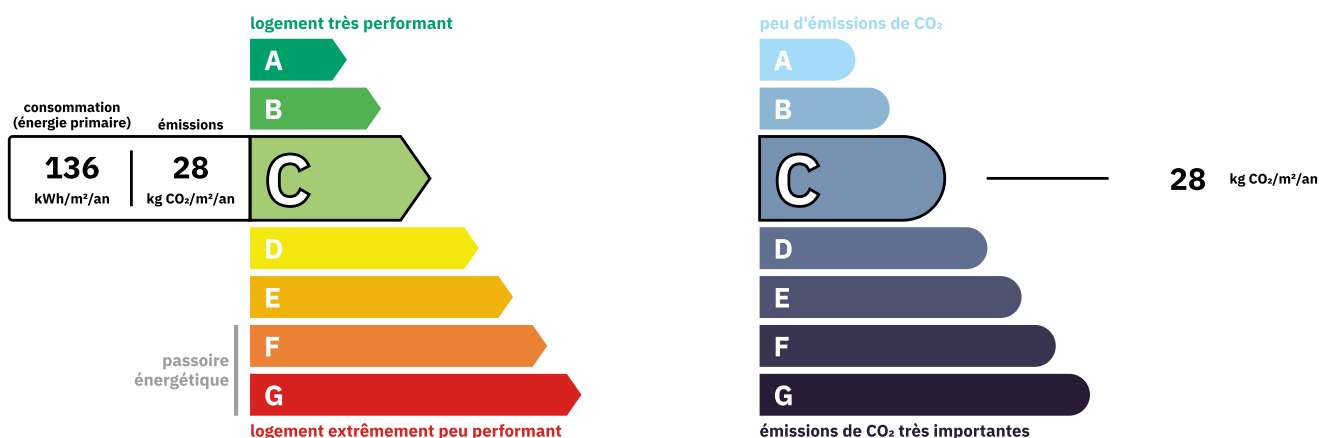 logement très performant
A
B
consommation
(énergie primaire)
émissions
136
kWh/m²/an
28
kg CO₂/m²/an
C
D
E
F
G
passoire
énergétique
logement extrêmement peu performant
peu d'émissions de CO₂
A
B
C
28 kg CO₂/m²/an
D
E
F
G
émissions de CO₂ très importantes